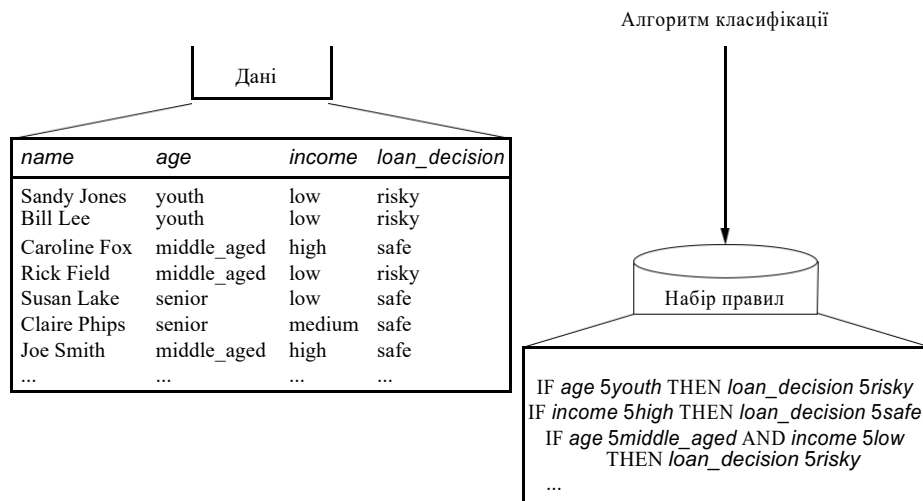 Алгоритм класифікації
Дані
name age income loan_decision
Sandy Jones youth low risky
Bill Lee youth low risky
Caroline Fox middle_aged high safe
Rick Field middle_aged low risky
Susan Lake senior low safe
Claire Phips senior medium safe
Joe Smith middle_aged high safe
... ... ... ...
Набір правил
IF age 5youth THEN loan_decision 5risky
IF income 5high THEN loan_decision 5safe
IF age 5middle_aged AND income 5low
THEN loan_decision 5risky
...